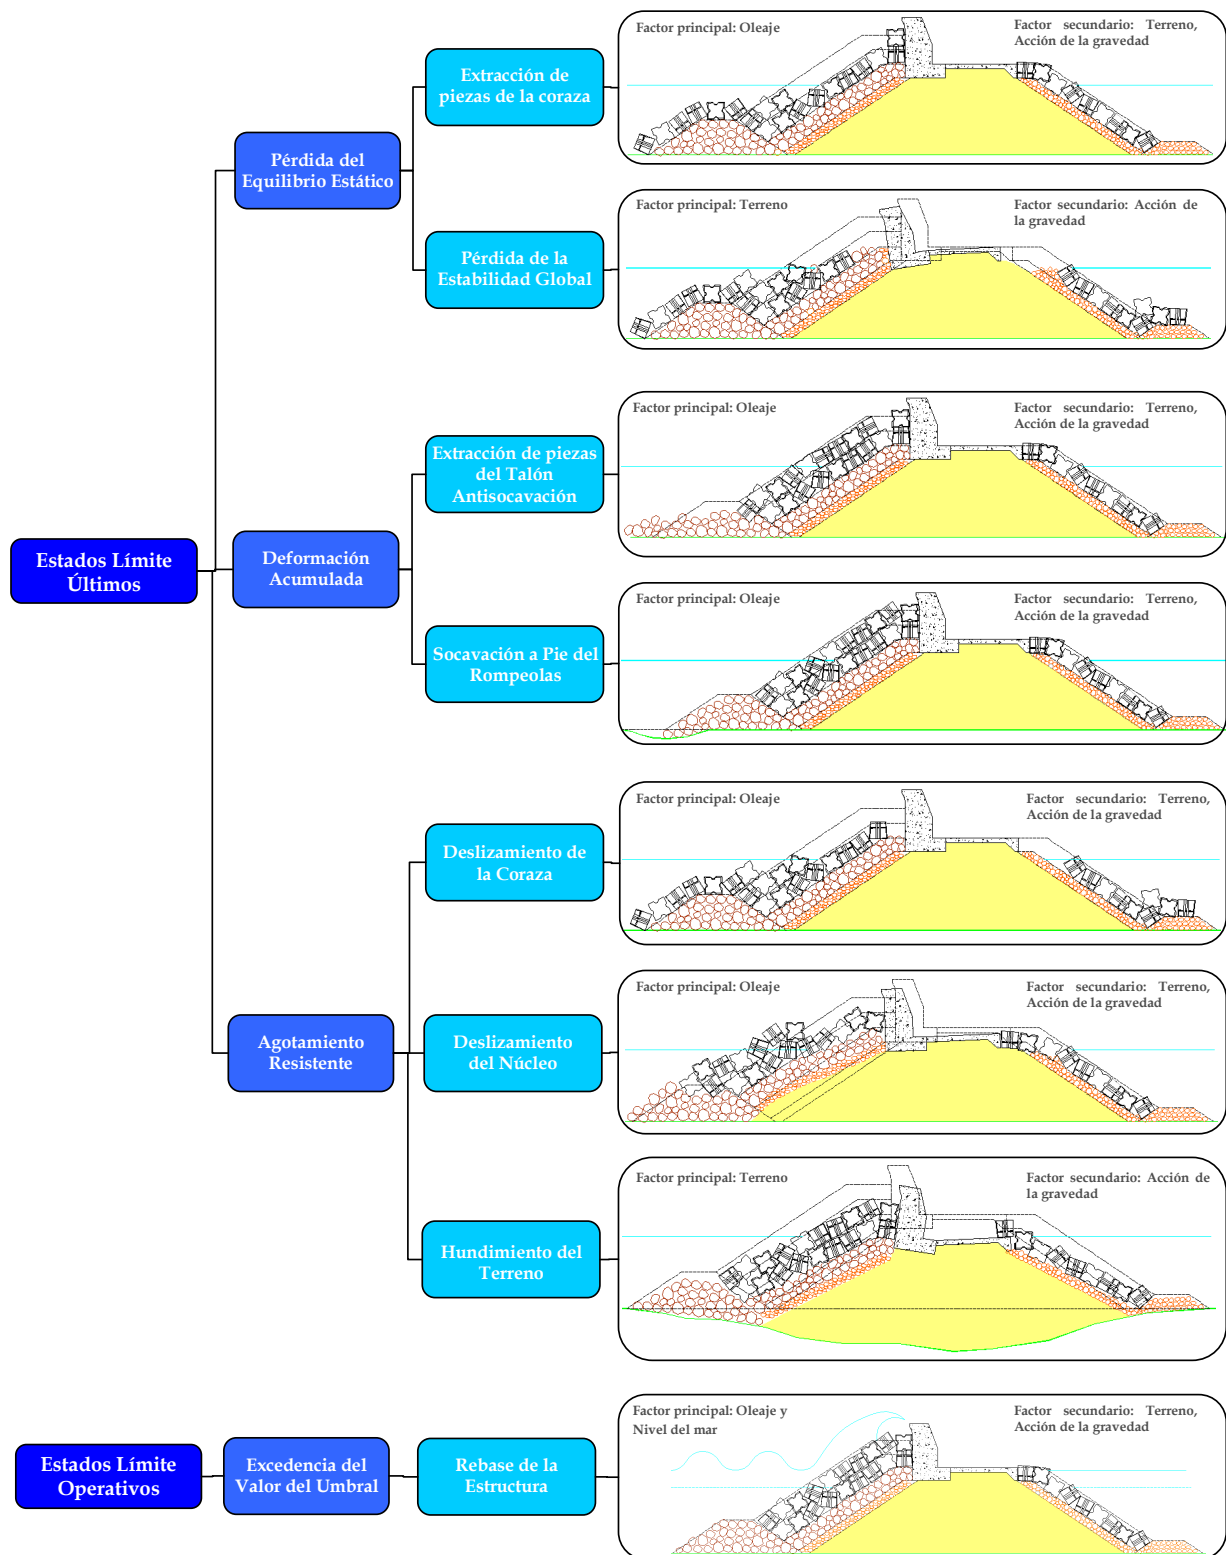 Factor principal: Oleaje
Factor secundario: Terreno,
Acción de la gravedad
Extracción de
piezas de la coraza
Pérdida del
Equilibrio Estático
Factor principal: Terreno
Factor secundario: Acción de
la gravedad
Pérdida de la
Estabilidad Global
Factor principal: Oleaje
Factor secundario: Terreno,
Acción de la gravedad
Extracción de piezas
del Talón
Antisocavación
Estados Límite
Últimos
Deformación
Acumulada
Factor principal: Oleaje
Factor secundario: Terreno,
Acción de la gravedad
Socavación a Pie del
Rompeolas
Factor principal: Oleaje
Factor secundario: Terreno,
Acción de la gravedad
Deslizamiento de
la Coraza
Factor principal: Oleaje
Factor secundario: Terreno,
Acción de la gravedad
Agotamiento
Resistente
Deslizamiento
del Núcleo
Factor principal: Terreno
Factor secundario: Acción de
la gravedad
Hundimiento del
Terreno
Factor principal: Oleaje y
Nivel del mar
Factor secundario: Terreno,
Acción de la gravedad
Estados Límite
Operativos
Excedencia del
Valor del Umbral
Rebase de la
Estructura